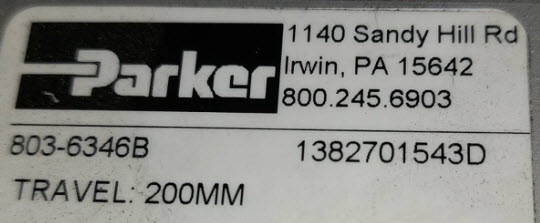 Parker
1140 Sandy Hill Rd
Irwin, PA 15642
800.245.6903
803-6346B 1382701543D
TRAVEL: 200MM